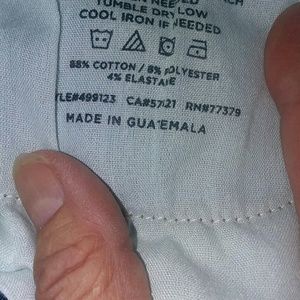 TUMBLE DRY LOW
COOL IRON IF NEEDED
88% COTTON / 8% POLYESTER
4% ELASTANE
#499123 CA#57121 RN#77379
MADE IN GUATEMALA